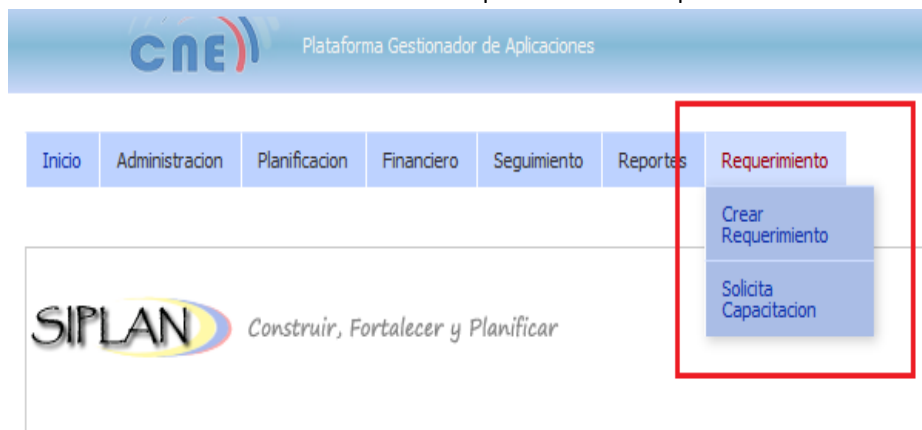 CNE
Plataforma Gestionador de Aplicaciones
Inicio Administracion Planificacion Financiero Seguimiento Reportes Requerimiento
Crear
Requerimiento
Solicita
Capacitacion
SIPLAN Construir, Fortalecer y Planificar